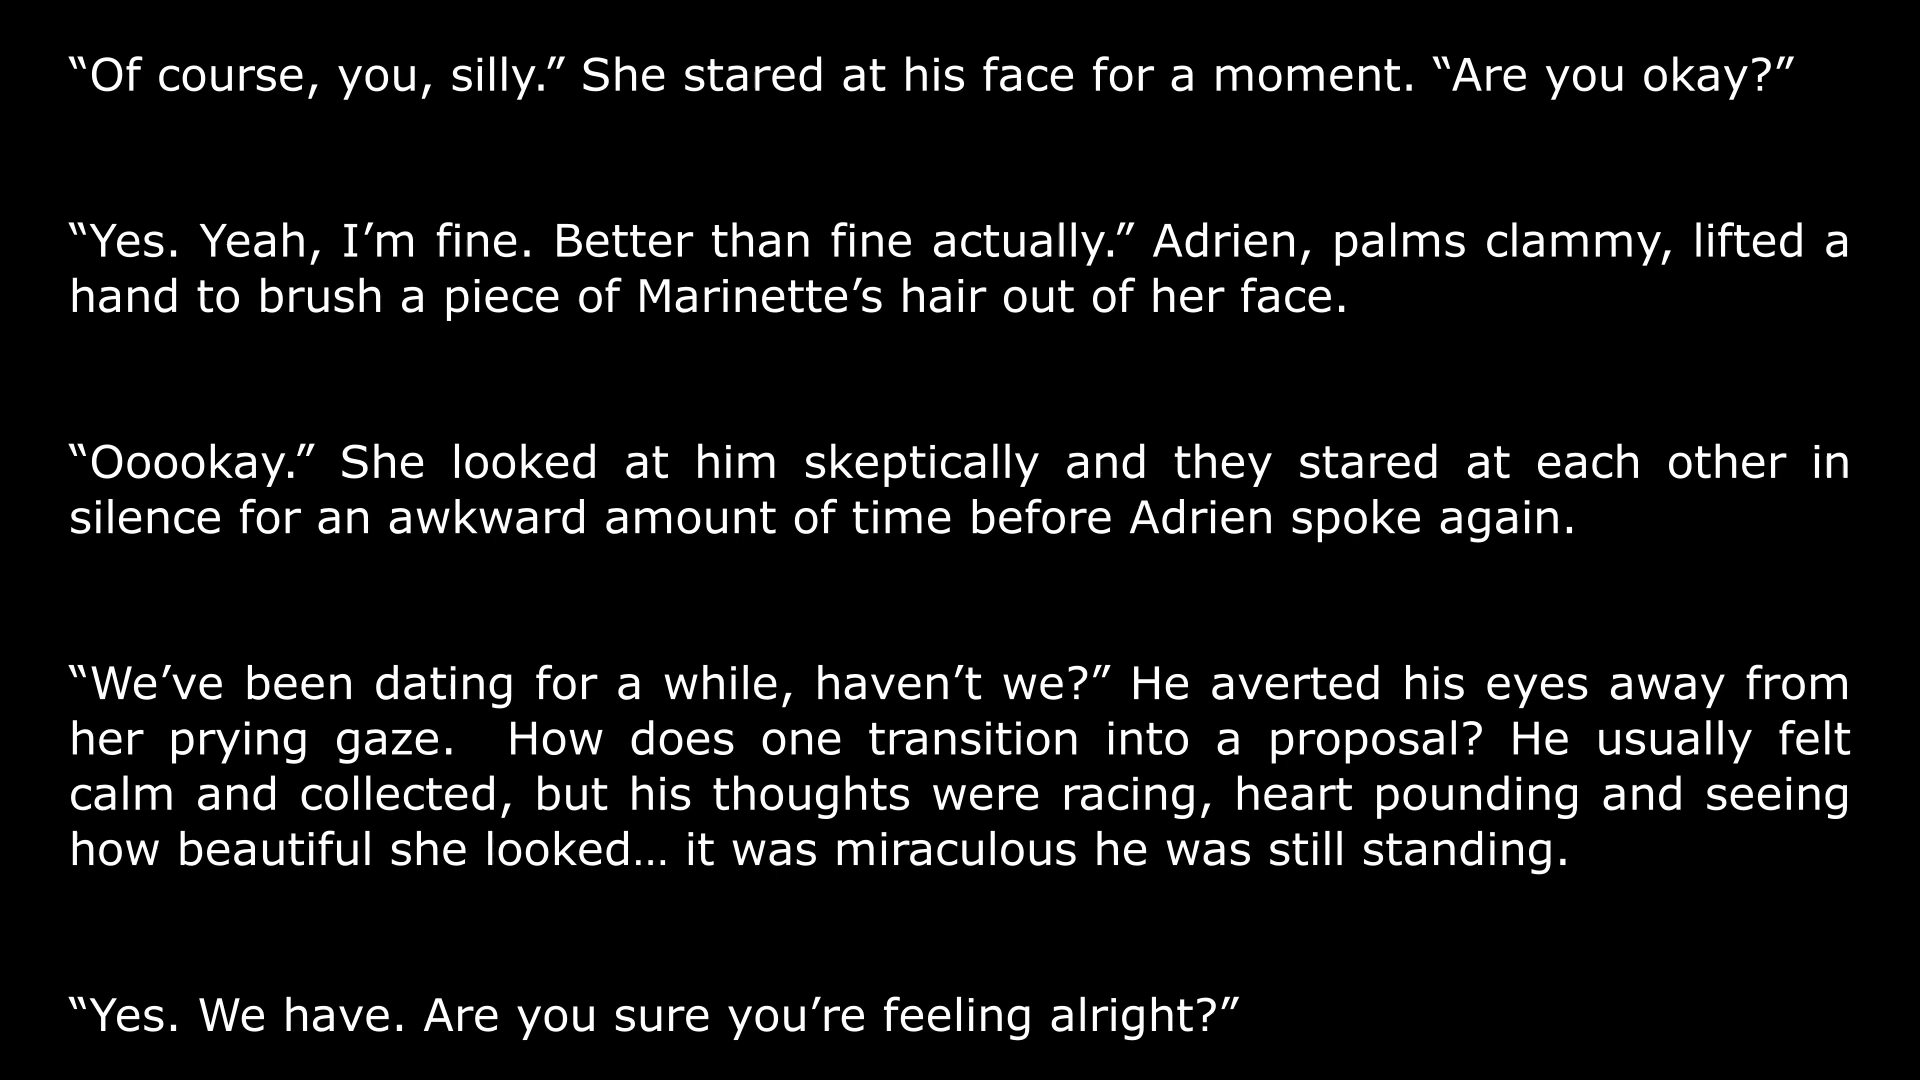 “Of course, you, silly.” She stared at his face for a moment. “Are you okay?”
“Yes. Yeah, I’m fine. Better than fine actually.” Adrien, palms clammy, lifted a
hand to brush a piece of Marinette’s hair out of her face.
“Ooookay.” She looked at him skeptically and they stared at each other in
silence for an awkward amount of time before Adrien spoke again.
“We’ve been dating for a while, haven’t we?” He averted his eyes away from
her prying gaze.  How does one transition into a proposal? He usually felt
calm and collected, but his thoughts were racing, heart pounding and seeing
how beautiful she looked… it was miraculous he was still standing.
“Yes. We have. Are you sure you’re feeling alright?”